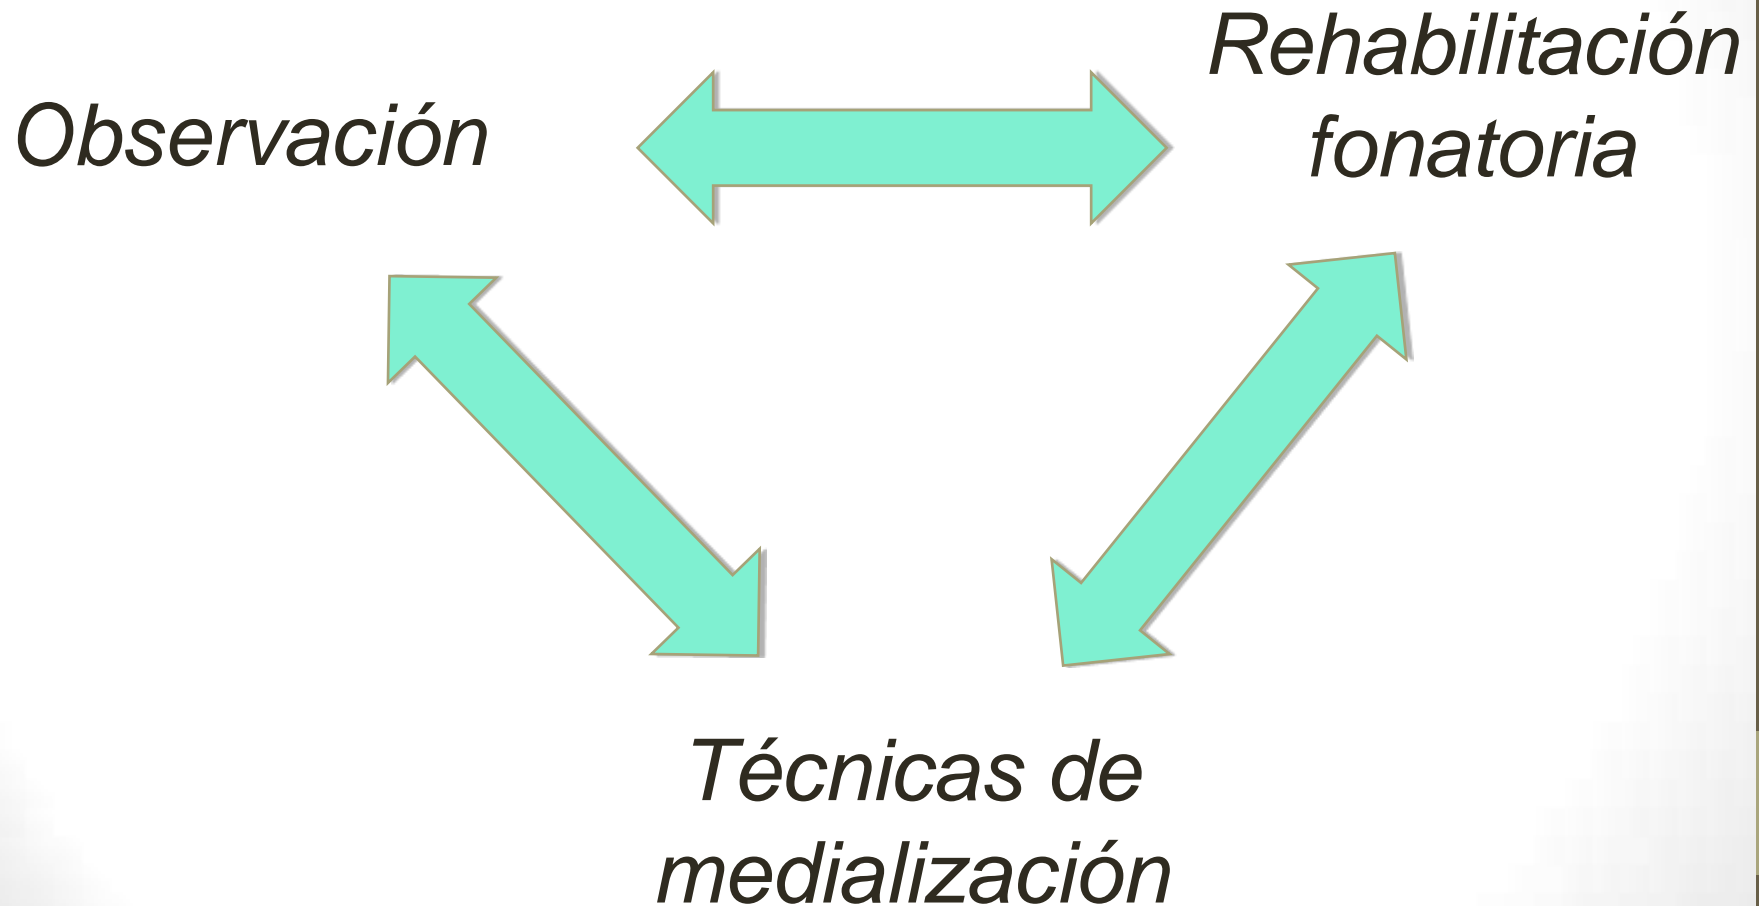 Observación
Rehabilitación
fonatoria
Técnicas de
medialización